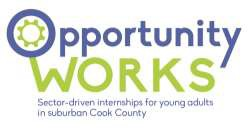 Opportunity
WORKS
Sector-driven internships for young adults
in suburban Cook County